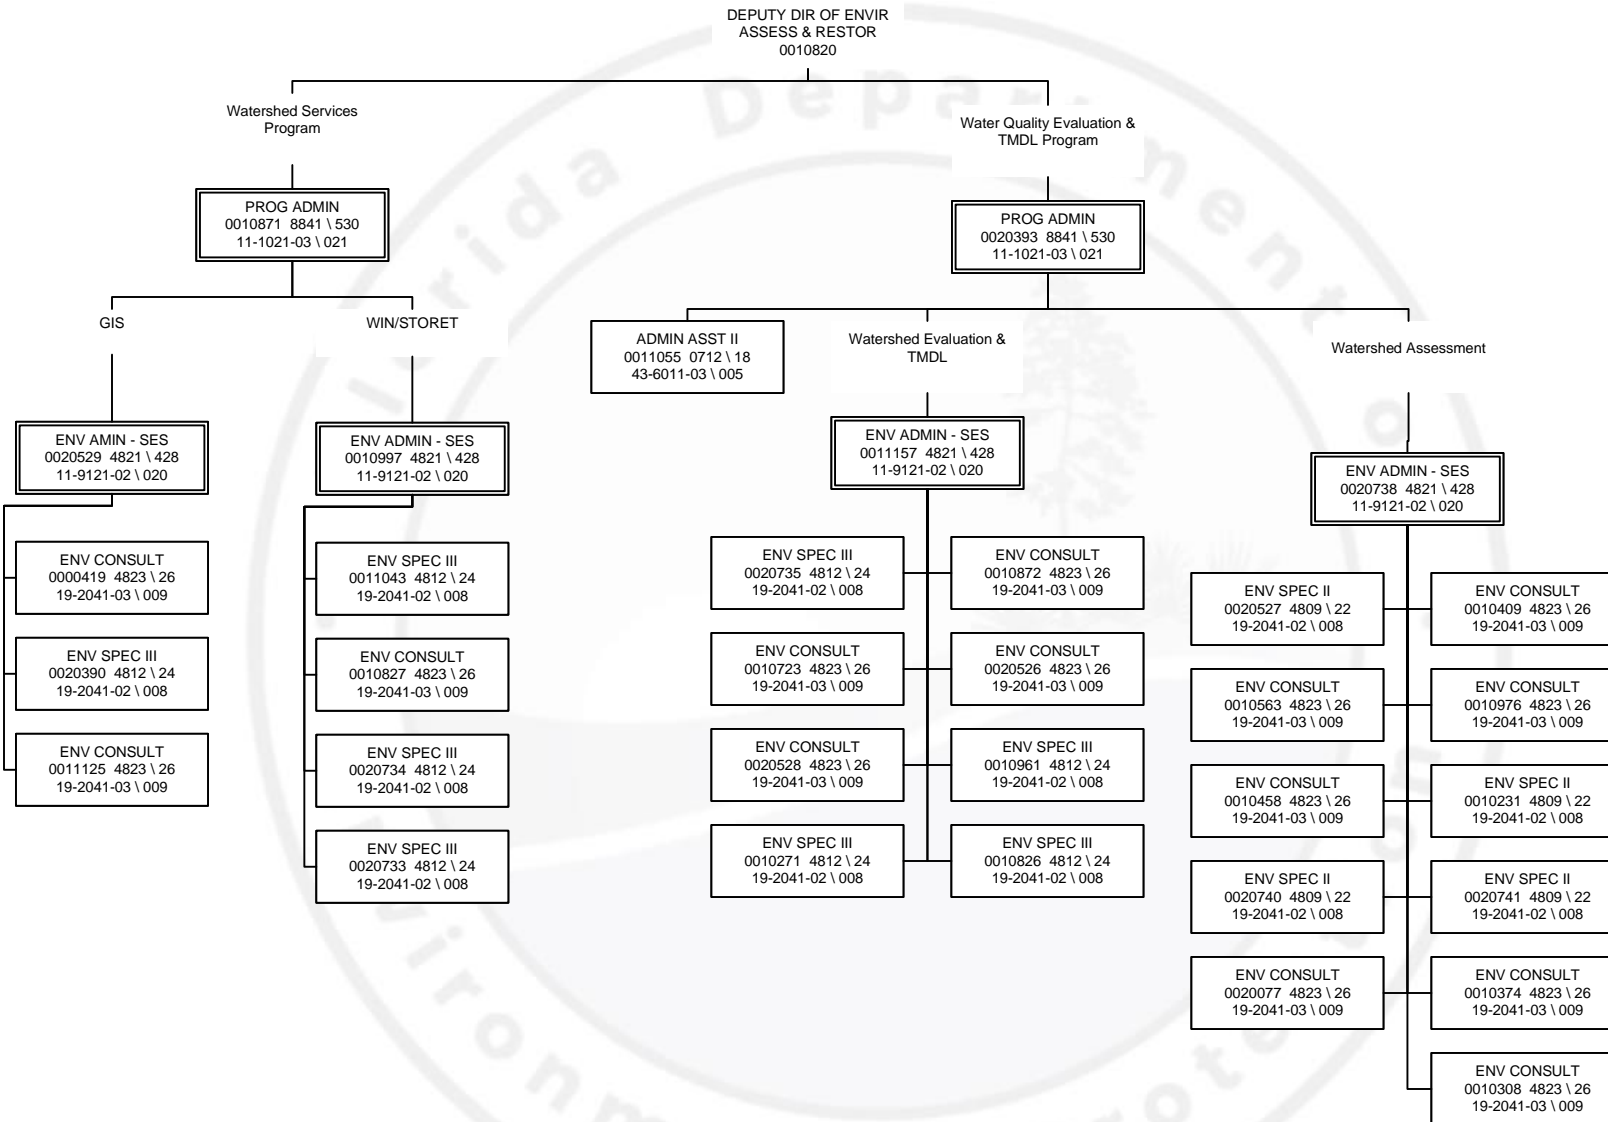 DEPUTY DIR OF ENVIR
ASSESS & RESTOR
0010820
Watershed Services
Program
PROG ADMIN
0010871 8841 \ 530
11-1021-03 \ 021
GIS
ENV AMIN - SES
0020529 4821 \ 428
11-9121-02 \ 020
ENV CONSULT
0000419 4823 \ 26
19-2041-03 \ 009
ENV SPEC III
0020390 4812 \ 24
19-2041-02 \ 008
ENV CONSULT
0011125 4823 \ 26
19-2041-03 \ 009
WIN/STORET
ENV ADMIN - SES
0010997 4821 \ 428
11-9121-02 \ 020
ENV SPEC III
0011043 4812 \ 24
19-2041-02 \ 008
ENV CONSULT
0010827 4823 \ 26
19-2041-03 \ 009
ENV SPEC III
0020734 4812 \ 24
19-2041-02 \ 008
ENV SPEC III
0020733 4812 \ 24
19-2041-02 \ 008
Water Quality Evaluation &
TMDL Program
PROG ADMIN
0020393 8841 \ 530
11-1021-03 \ 021
ADMIN ASST II
0011055 0712 \ 18
43-6011-03 \ 005
Watershed Evaluation &
TMDL
ENV ADMIN - SES
0011157 4821 \ 428
11-9121-02 \ 020
ENV SPEC III
0020735 4812 \ 24
19-2041-02 \ 008
ENV CONSULT
0010872 4823 \ 26
19-2041-03 \ 009
ENV CONSULT
0010723 4823 \ 26
19-2041-03 \ 009
ENV CONSULT
0020526 4823 \ 26
19-2041-03 \ 009
ENV CONSULT
0020528 4823 \ 26
19-2041-03 \ 009
ENV SPEC III
0010961 4812 \ 24
19-2041-02 \ 008
ENV SPEC III
0010271 4812 \ 24
19-2041-02 \ 008
ENV SPEC III
0010826 4812 \ 24
19-2041-02 \ 008
Watershed Assessment
ENV ADMIN - SES
0020738 4821 \ 428
11-9121-02 \ 020
ENV SPEC II
0020527 4809 \ 22
19-2041-02 \ 008
ENV CONSULT
0010409 4823 \ 26
19-2041-03 \ 009
ENV CONSULT
0010563 4823 \ 26
19-2041-03 \ 009
ENV CONSULT
0010976 4823 \ 26
19-2041-03 \ 009
ENV CONSULT
0010458 4823 \ 26
19-2041-03 \ 009
ENV SPEC II
0010231 4809 \ 22
19-2041-02 \ 008
ENV SPEC II
0020740 4809 \ 22
19-2041-02 \ 008
ENV SPEC II
0020741 4809 \ 22
19-2041-02 \ 008
ENV CONSULT
0020077 4823 \ 26
19-2041-03 \ 009
ENV CONSULT
0010374 4823 \ 26
19-2041-03 \ 009
ENV CONSULT
0010308 4823 \ 26
19-2041-03 \ 009